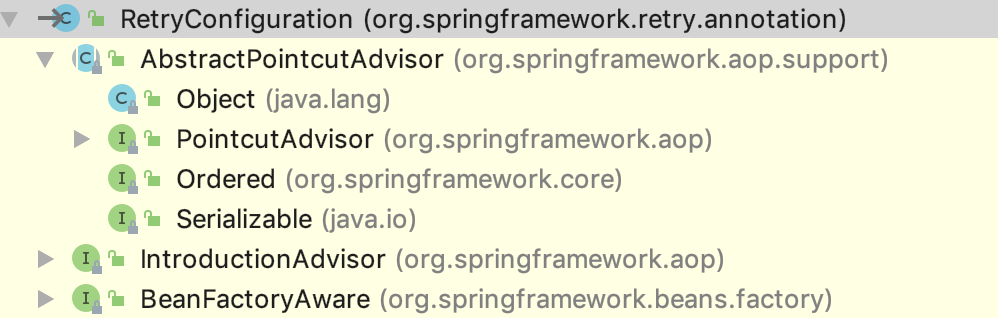 C RetryConfiguration (org.springframework.retry.annotation)
C AbstractPointcutAdvisor (org.springframework.aop.support)
C Object (java.lang)
I PointcutAdvisor (org.springframework.aop)
I Ordered (org.springframework.core)
I Serializable (java.io)
I IntroductionAdvisor (org.springframework.aop)
I BeanFactoryAware (org.springframework.beans.factory)